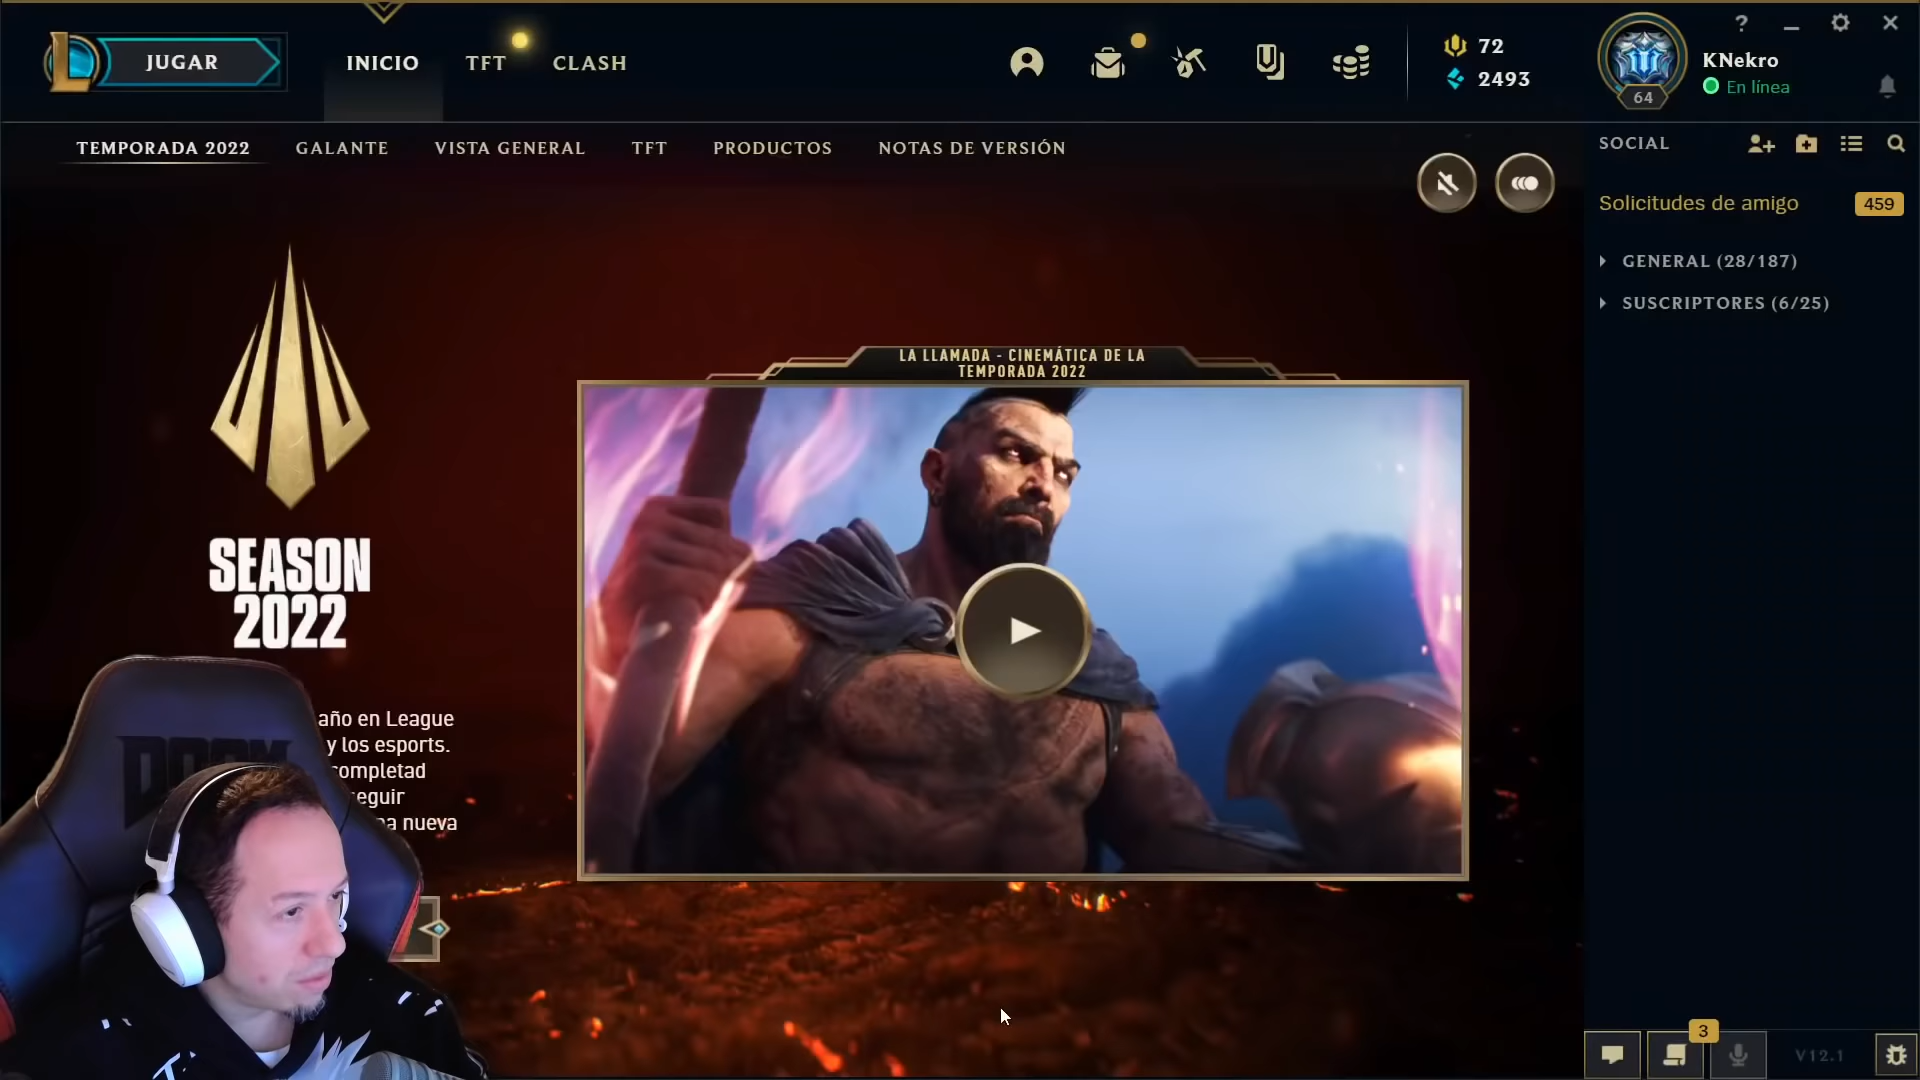 JUGAR
INICIO
TFT
CLASH
72
2493
64
KNekro
En línea
?
TEMPORADA 2022
GALANTE
VISTA GENERAL
TFT
PRODUCTOS
NOTAS DE VERSIÓN
SOCIAL
Solicitudes de amigo
459
GENERAL (28/187)
SUSCRIPTORES (6/25)
LA LLAMADA - CINEMÁTICA DE LA
TEMPORADA 2022
SEASON
2022
año en League
y los esports.
completad
nueva
DOOM
3
V12.1